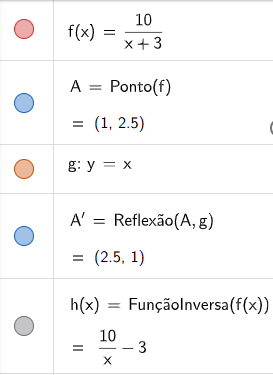 f(x) = 10 / (x + 3)
A = Ponto(f)
= (1, 2.5)
g: y = x
A′ = Reflexão(A, g)
= (2.5, 1)
h(x) = FunçãoInversa(f(x))
= 10 / x − 3